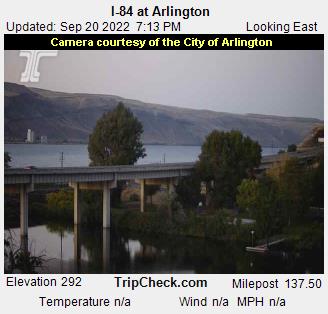 I-84 at Arlington
Updated: Sep 20 2022  7:13 PM Looking East
Camera courtesy of the City of Arlington
Elevation 292 TripCheck.com Milepost 137.50
Temperature n/a Wind n/a MPH n/a